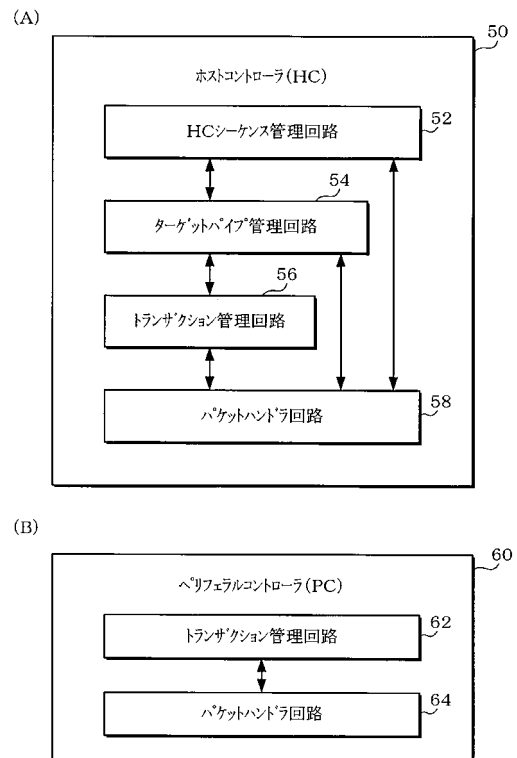 (A)
50
ホストコントローラ(HC)
HCシーケンス管理回路
52
54
ターゲットパイプ管理回路
56
トランザクション管理回路
パケットハンドラ回路
58
(B)
60
ペリフェラルコントローラ(PC)
トランザクション管理回路
62
パケットハンドラ回路
64